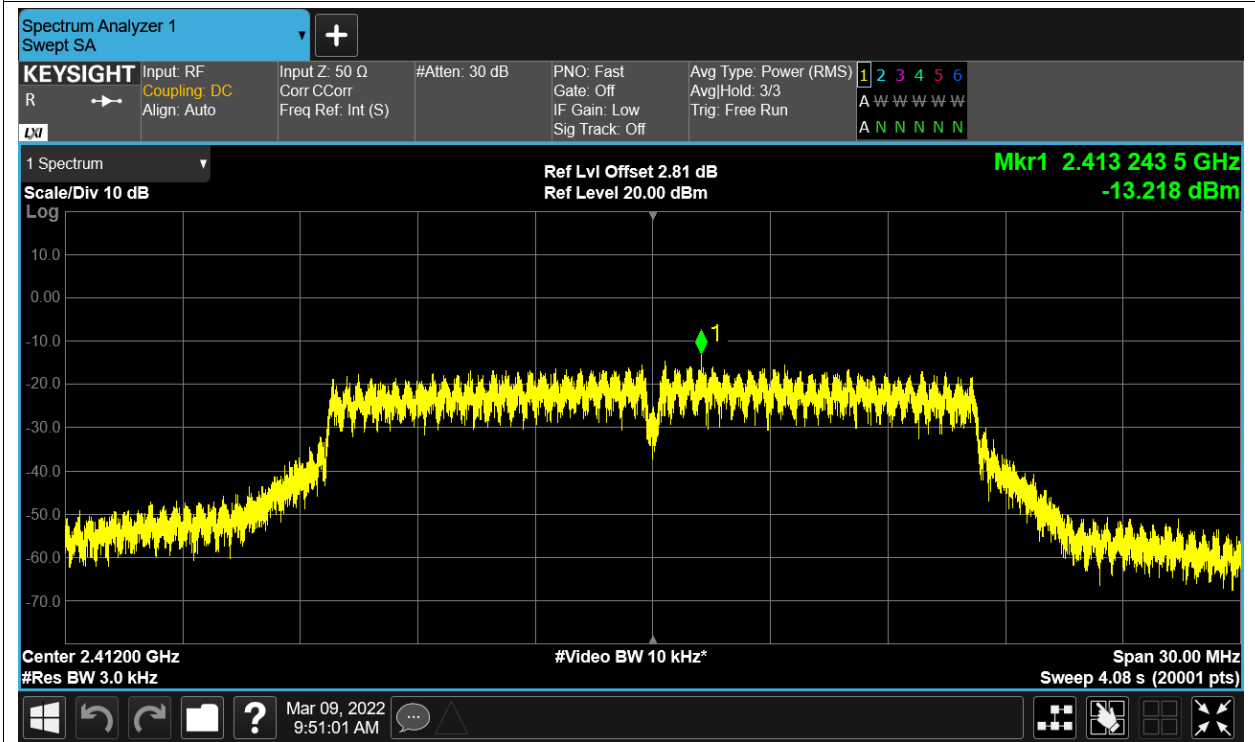 Spectrum Analyzer 1
Swept SA
+
KEYSIGHT
R
LXI
Input: RF
Coupling: DC
Align: Auto
Input Z: 50 Ω
Corr CCorr
Freq Ref: Int (S)
#Atten: 30 dB
PNO: Fast
Gate: Off
IF Gain: Low
Sig Track: Off
Avg Type: Power (RMS)
Avg|Hold: 3/3
Trig: Free Run
1 2 3 4 5 6
A W W W W W
A N N N N N
1 Spectrum
Scale/Div 10 dB
Log
Ref Lvl Offset 2.81 dB
Ref Level 20.00 dBm
Mkr1 2.413 243 5 GHz
-13.218 dBm
10.0
0.00
-10.0
-20.0
-30.0
-40.0
-50.0
-60.0
-70.0
1
Center 2.41200 GHz
#Res BW 3.0 kHz
#Video BW 10 kHz*
Span 30.00 MHz
Sweep 4.08 s (20001 pts)
?
Mar 09, 2022
9:51:01 AM